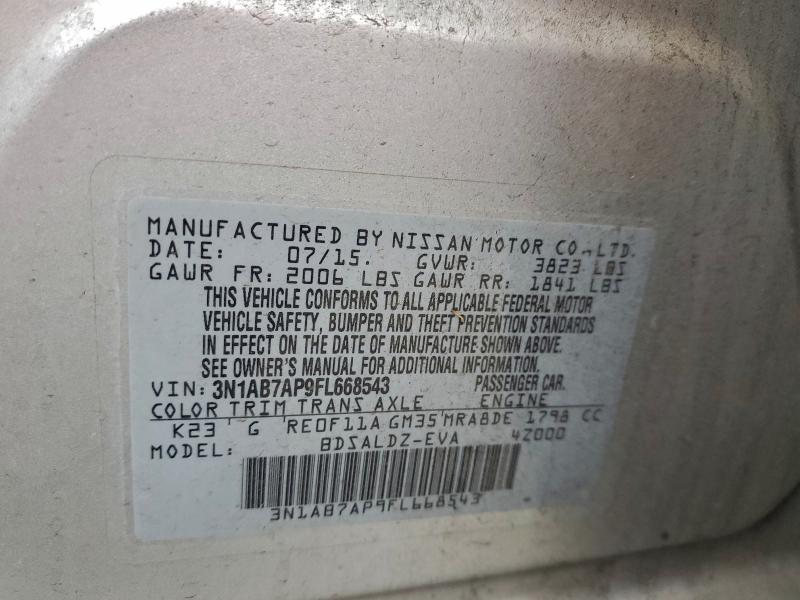 MANUFACTURED BY NISSAN MOTOR CO.,LTD.
DATE: 07/15. GVWR: 3823 LBS
GAWR FR: 2006 LBS GAWR RR: 1841 LBS
THIS VEHICLE CONFORMS TO ALL APPLICABLE FEDERAL MOTOR
VEHICLE SAFETY, BUMPER AND THEFT PREVENTION STANDARDS
IN EFFECT ON THE DATE OF MANUFACTURE SHOWN ABOVE.
SEE OWNER'S MANUAL FOR ADDITIONAL INFORMATION.
VIN: 3N1AB7AP9FL668543 PASSENGER CAR.
COLOR TRIM TRANS AXLE ENGINE
K23 G RE0F11A GM35 MRA8DE 1798 CC
MODEL: BDSALDZ-EVA 4Z000
3N1AB7AP9FL668543